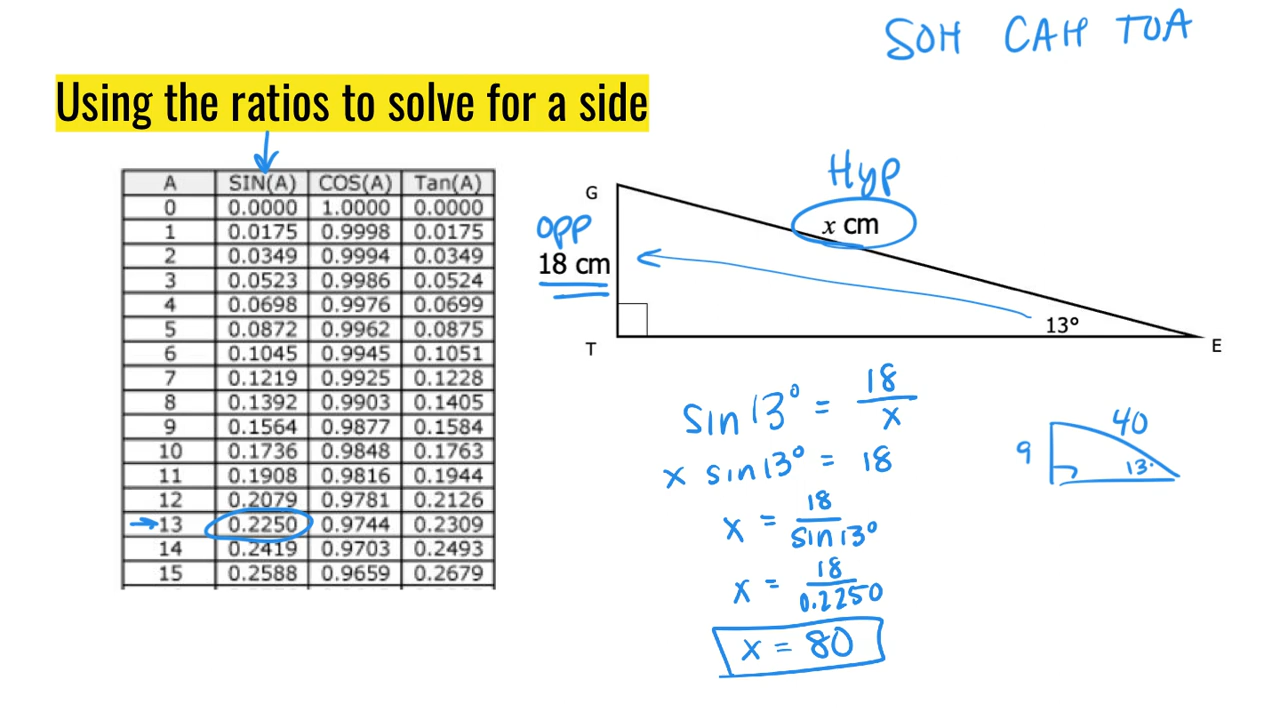 SOH CAH TOA
Using the ratios to solve for a side
A SIN(A) COS(A) Tan(A)
0 0.0000 1.0000 0.0000
1 0.0175 0.9998 0.0175
2 0.0349 0.9994 0.0349
3 0.0523 0.9986 0.0524
4 0.0698 0.9976 0.0699
5 0.0872 0.9962 0.0875
6 0.1045 0.9945 0.1051
7 0.1219 0.9925 0.1228
8 0.1392 0.9903 0.1405
9 0.1564 0.9877 0.1584
10 0.1736 0.9848 0.1763
11 0.1908 0.9816 0.1944
12 0.2079 0.9781 0.2126
13 0.2250 0.9744 0.2309
14 0.2419 0.9703 0.2493
15 0.2588 0.9659 0.2679
Hyp
G
x cm
opp
18 cm
13°
T
E
sin 13° = 18/x
x sin 13° = 18
x = 18/sin 13°
x = 18/0.2250
x = 80
40
9
13°